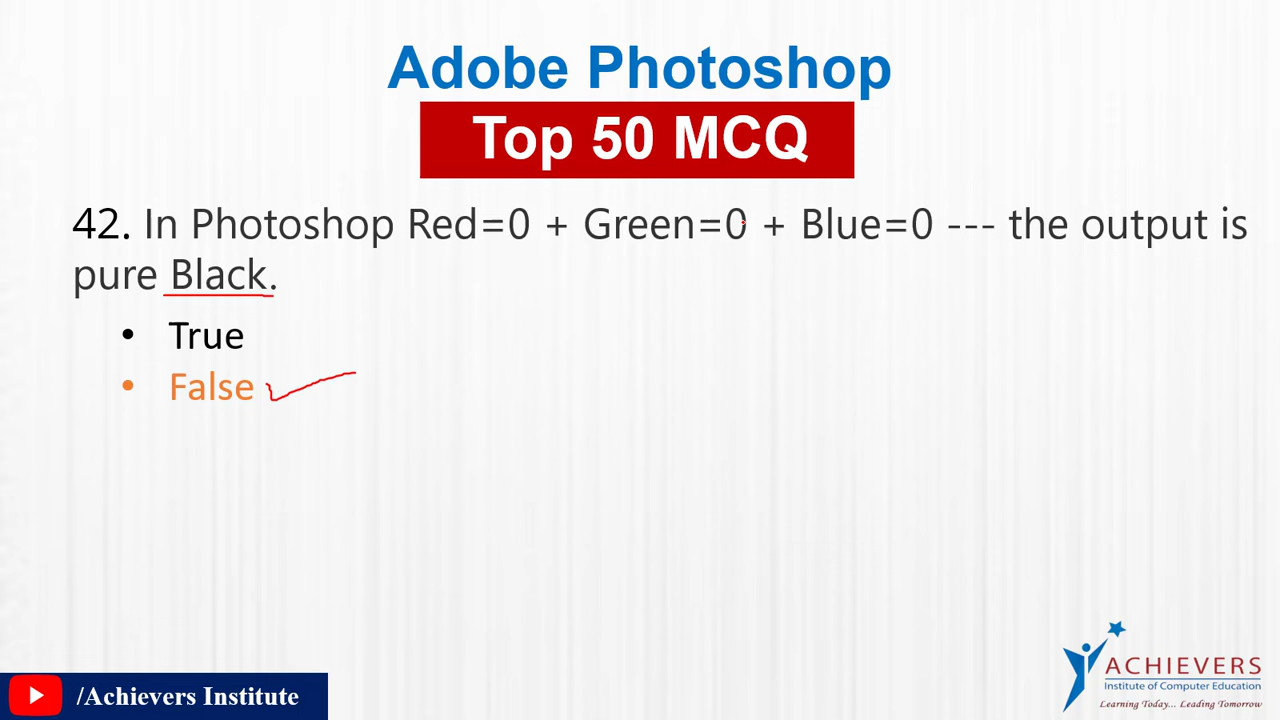 Adobe Photoshop
Top 50 MCQ
42. In Photoshop Red=0 + Green=0 + Blue=0 --- the output is
pure Black.
• True
• False
/Achievers Institute
ACHIEVERS
Institute of Computer Education
Learning Today... Leading Tomorrow